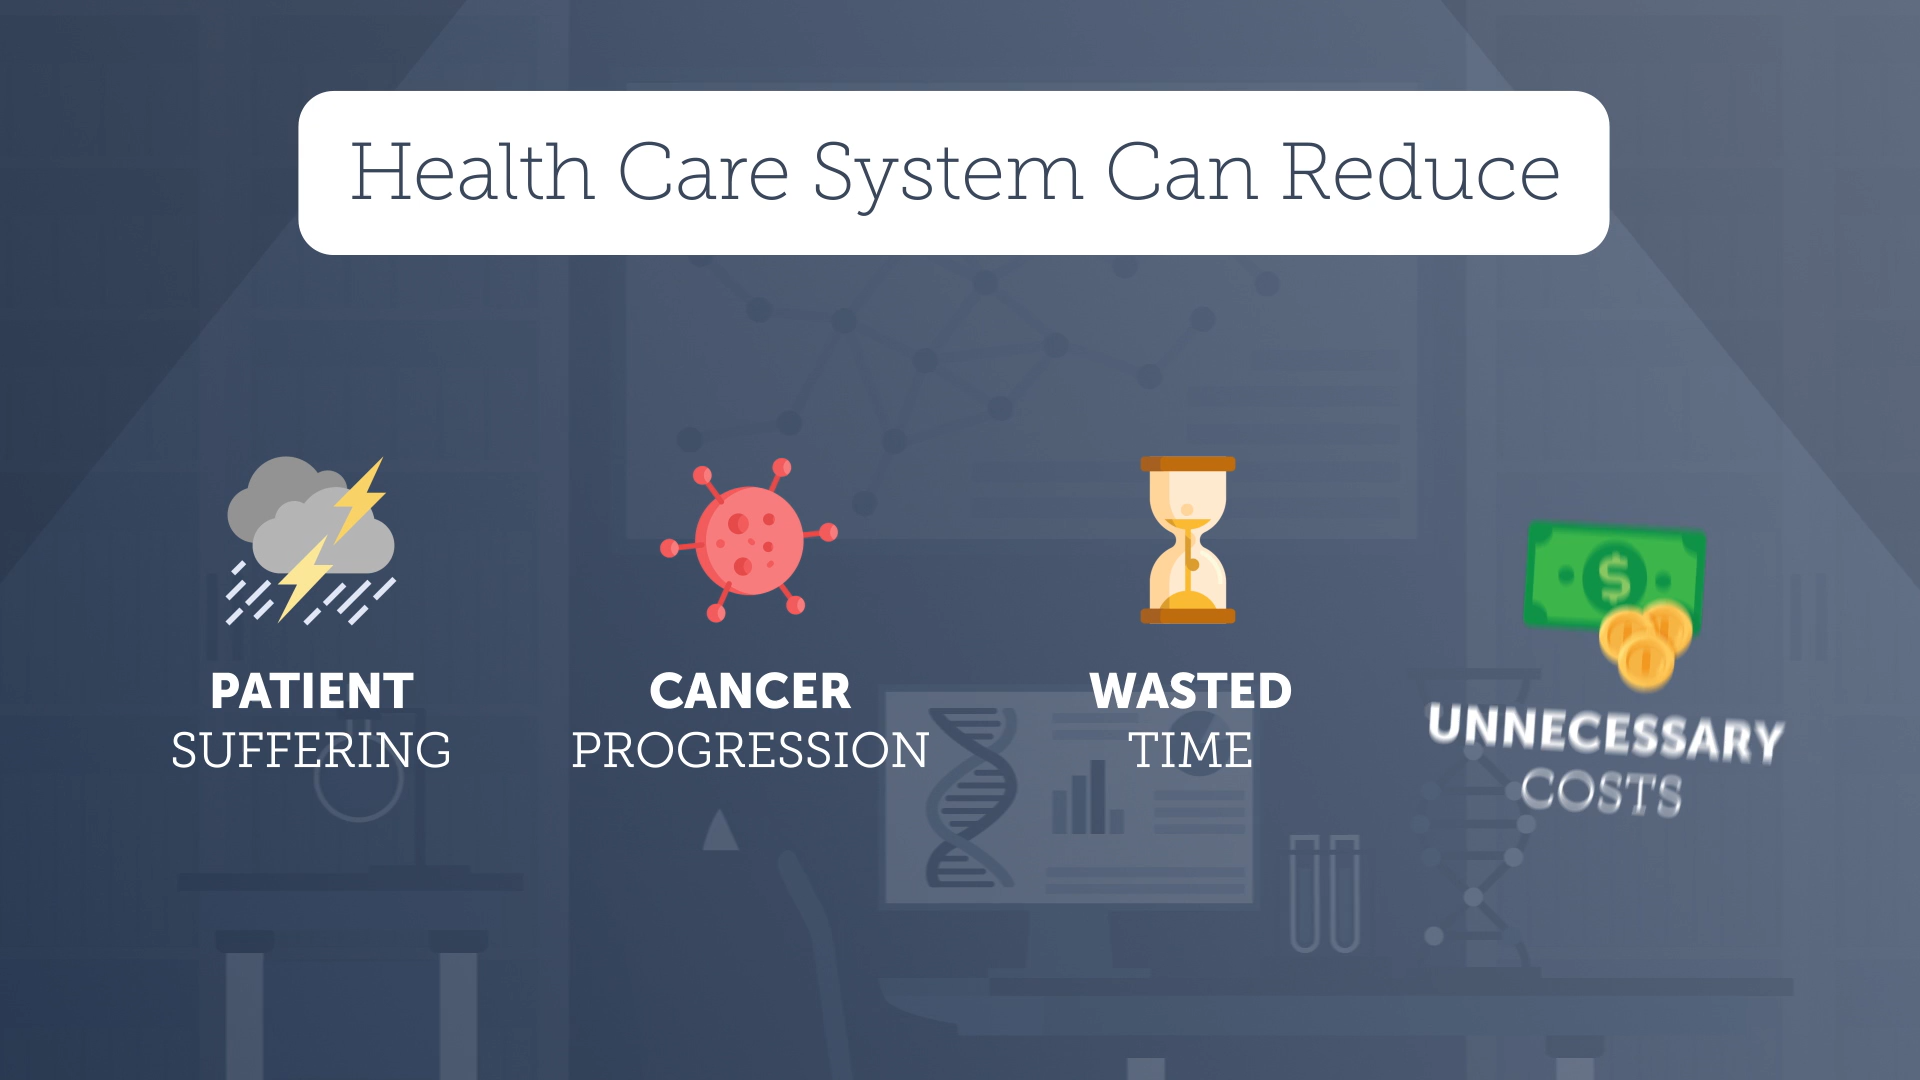 Health Care System Can Reduce
PATIENT
SUFFERING
CANCER
PROGRESSION
WASTED
TIME
$
UNNECESSARY
COSTS